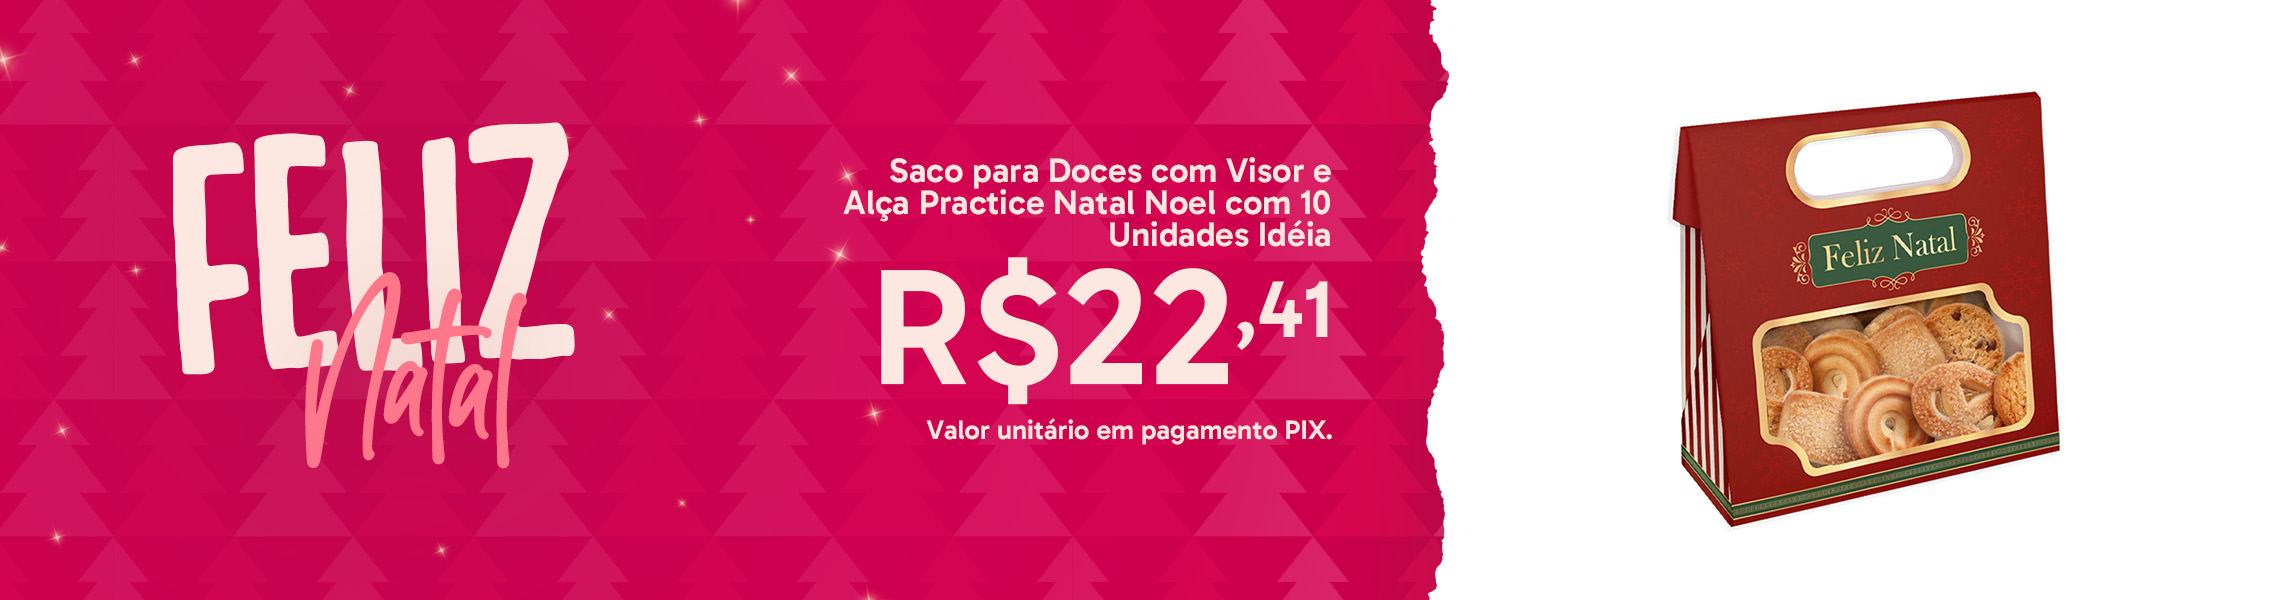 FELIZ
Natal
Saco para Doces com Visor e
Alça Practice Natal Noel com 10
Unidades Idéia
R$22,41
Valor unitário em pagamento PIX.
Feliz Natal